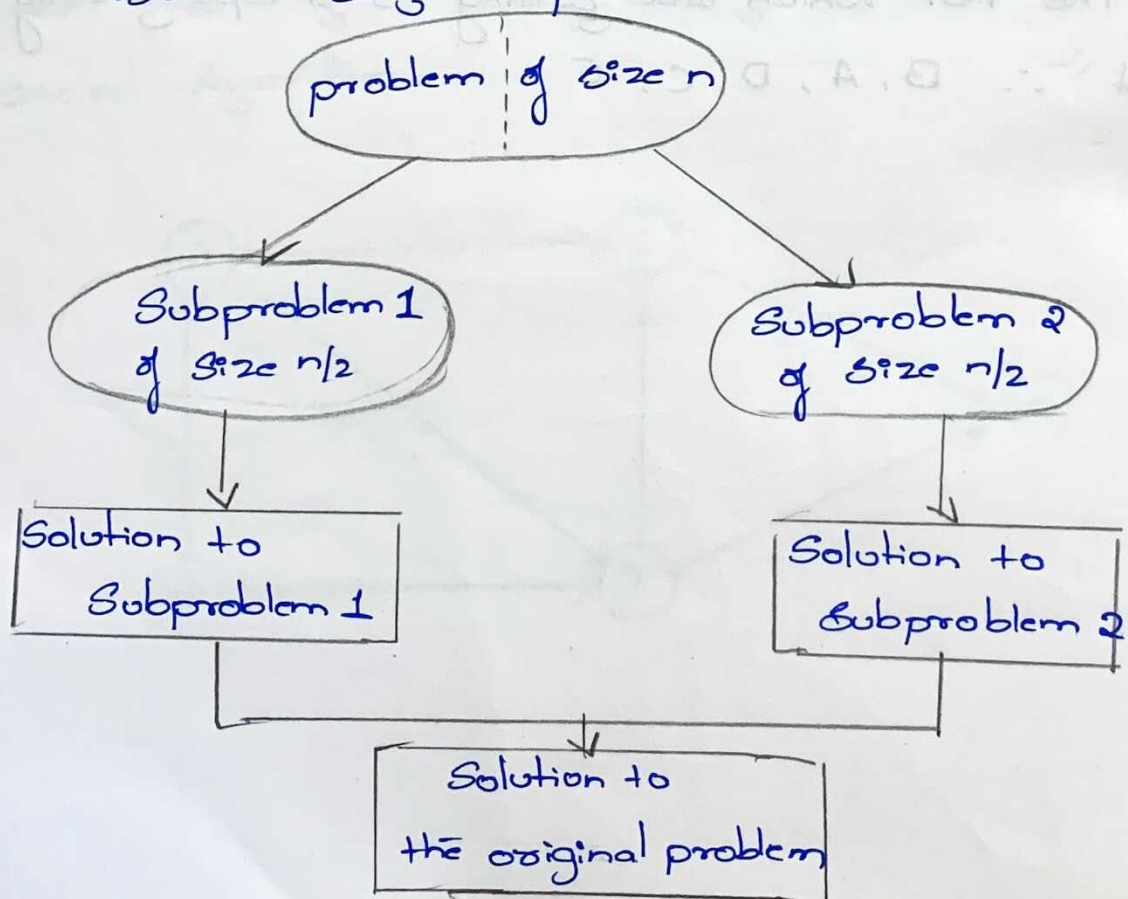 problem of size n
Subproblem 1
of size n/2
Subproblem 2
of size n/2
Solution to
Subproblem 1
Solution to
Subproblem 2
Solution to
the original problem